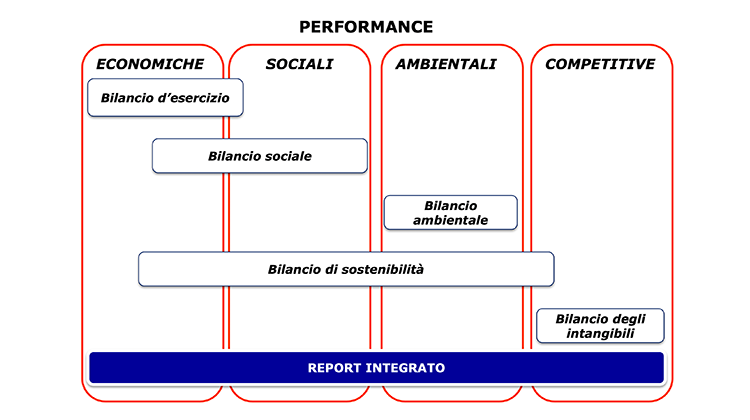 PERFORMANCE
ECONOMICHE
SOCIALI
AMBIENTALI
COMPETITIVE
Bilancio d’esercizio
Bilancio sociale
Bilancio
ambientale
Bilancio di sostenibilità
Bilancio degli
intangibili
REPORT INTEGRATO